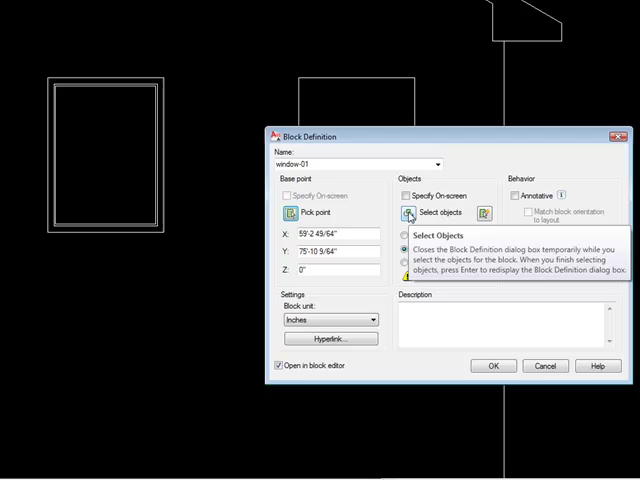 Block Definition
Name:
window-01
Base point
Specify On-screen
Pick point
X: 59'-2 49/64"
Y: 75'-10 9/64"
Z: 0"
Objects
Specify On-screen
Select objects
Behavior
Annotative
Match block orientation
to layout
Select Objects
Closes the Block Definition dialog box temporarily while you
select the objects for the block. When you finish selecting
objects, press Enter to redisplay the Block Definition dialog box.
Settings
Block unit:
Inches
Hyperlink...
Description
Open in block editor
OK
Cancel
Help